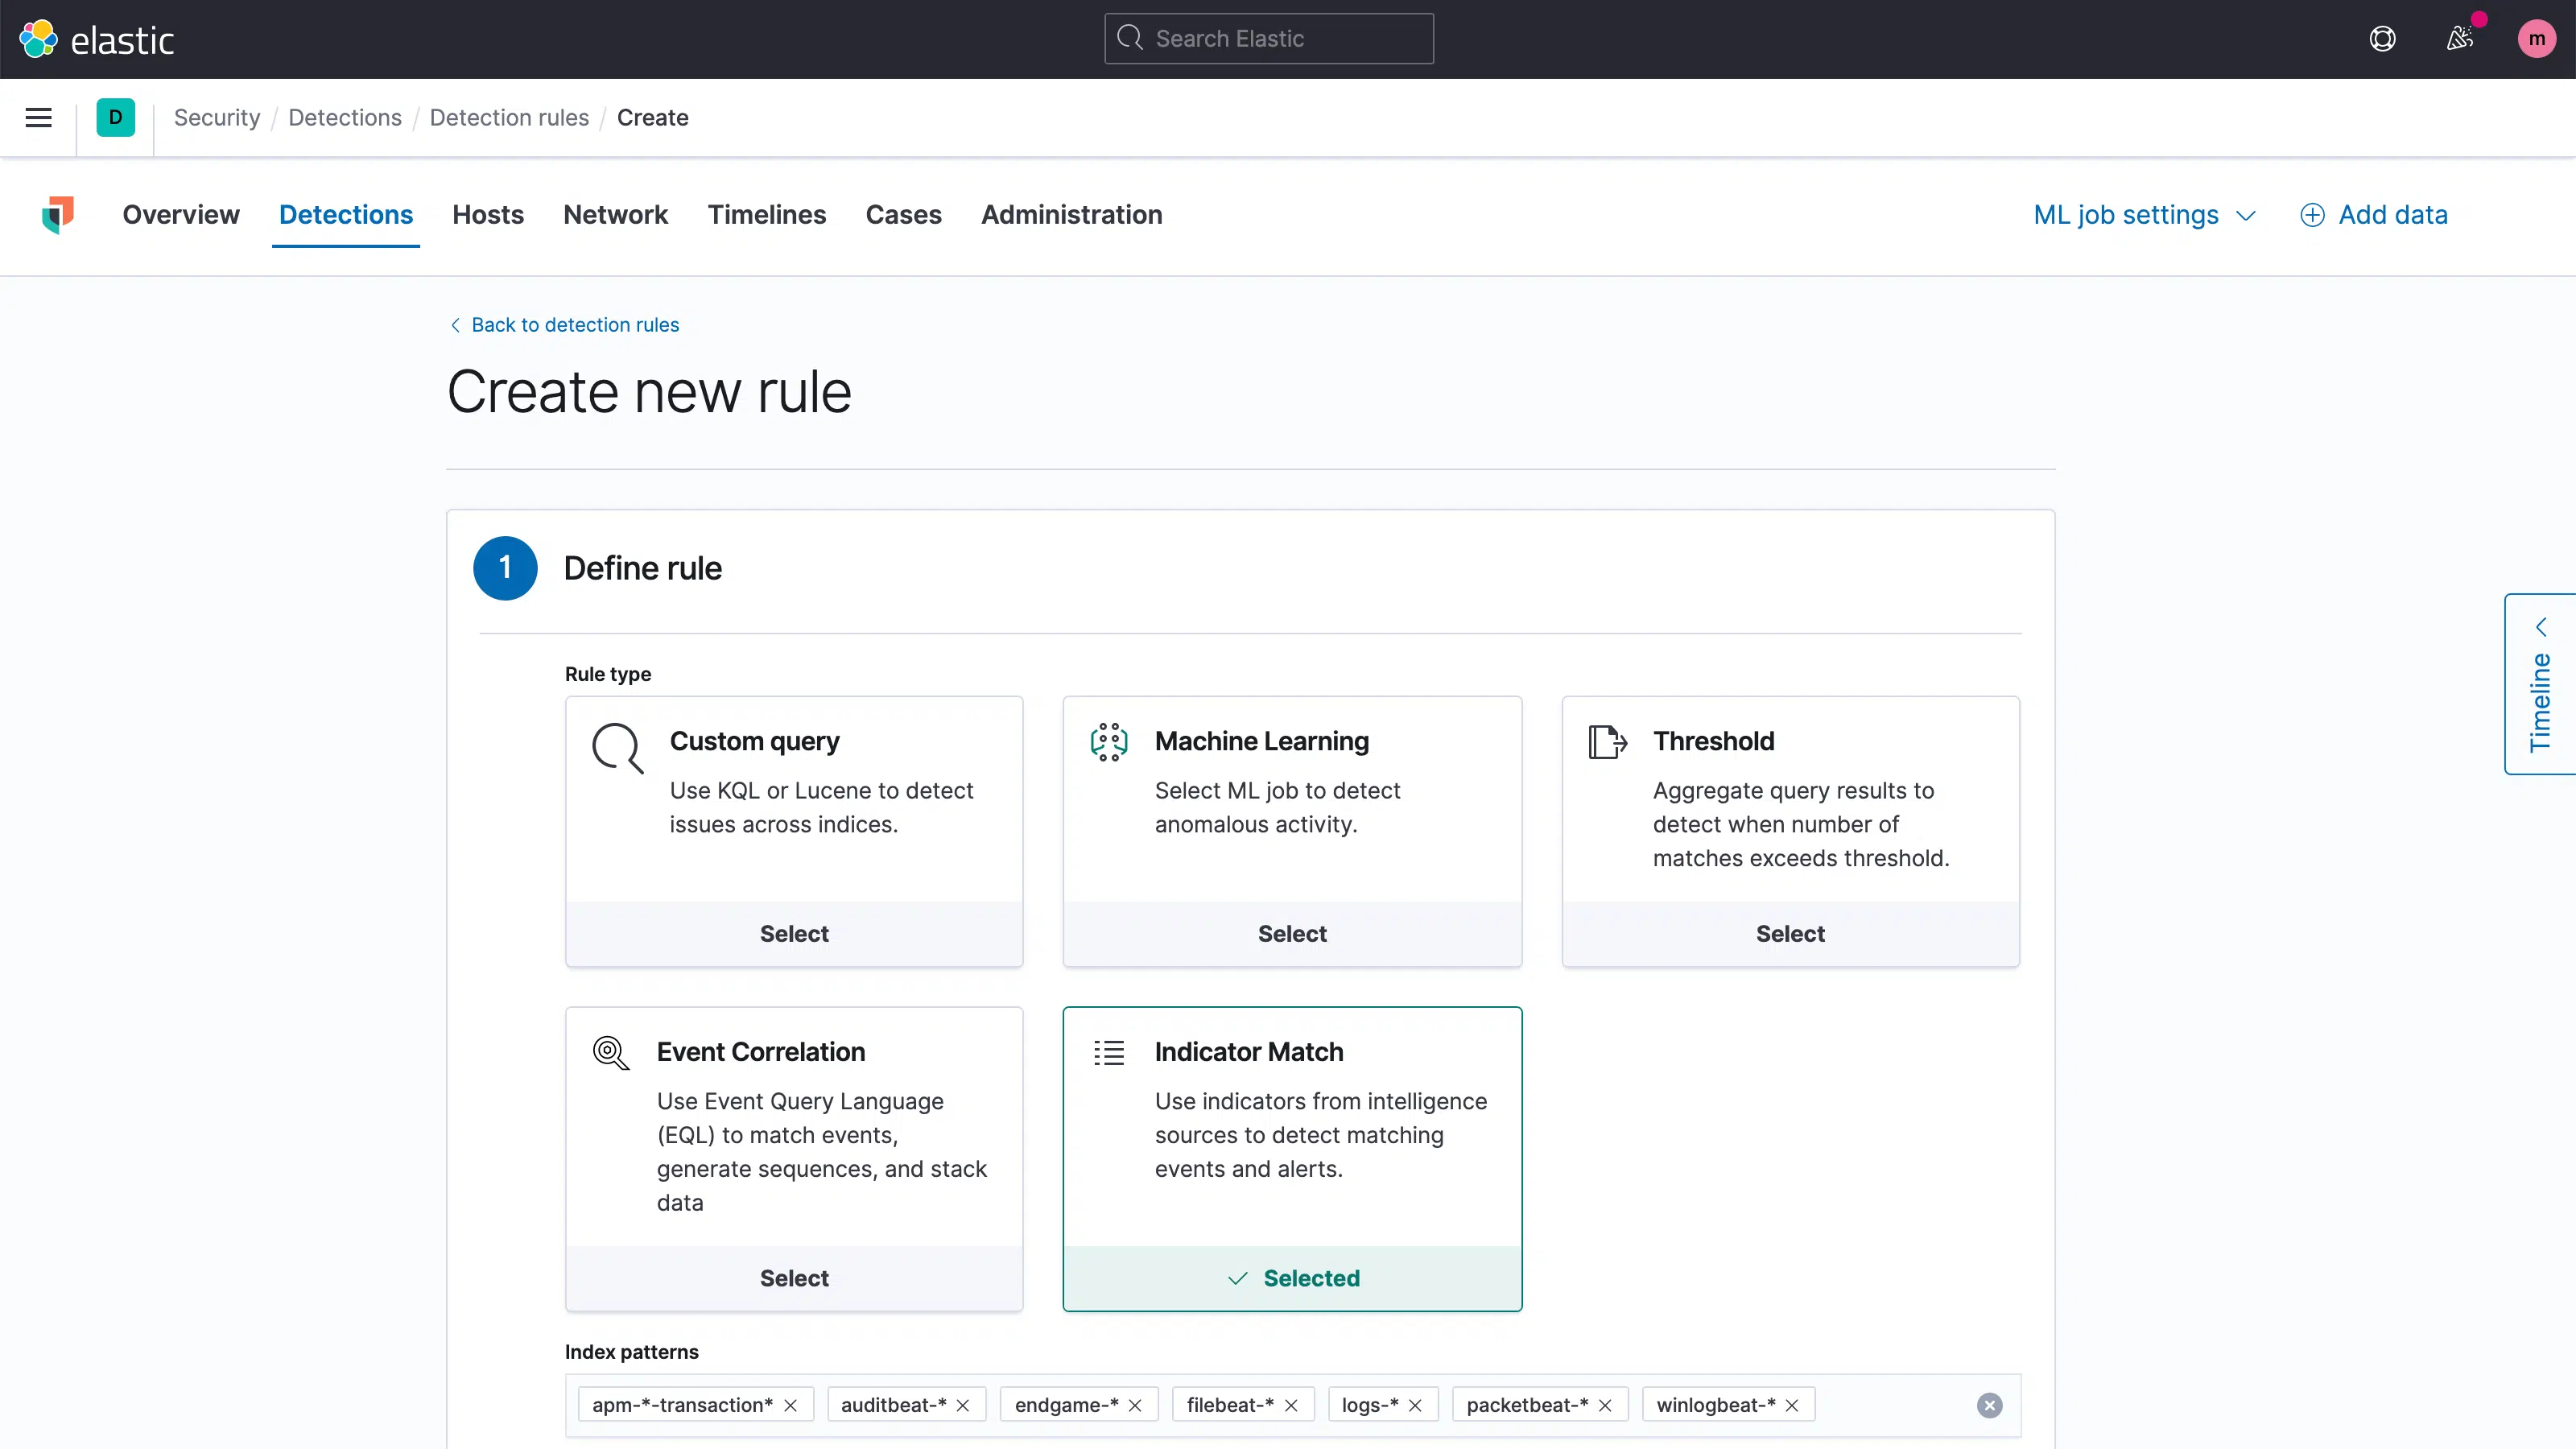 elastic
Search Elastic
m
D
Security / Detections / Detection rules / Create
Overview Detections Hosts Network Timelines Cases Administration
ML job settings
Add data
Back to detection rules
Create new rule
1 Define rule
Rule type
Custom query
Use KQL or Lucene to detect
issues across indices.
Select
Machine Learning
Select ML job to detect
anomalous activity.
Select
Threshold
Aggregate query results to
detect when number of
matches exceeds threshold.
Select
Event Correlation
Use Event Query Language
(EQL) to match events,
generate sequences, and stack
data
Select
Indicator Match
Use indicators from intelligence
sources to detect matching
events and alerts.
Selected
Index patterns
apm-*-transaction* auditbeat-* endgame-* filebeat-* logs-* packetbeat-* winlogbeat-*
Timeline